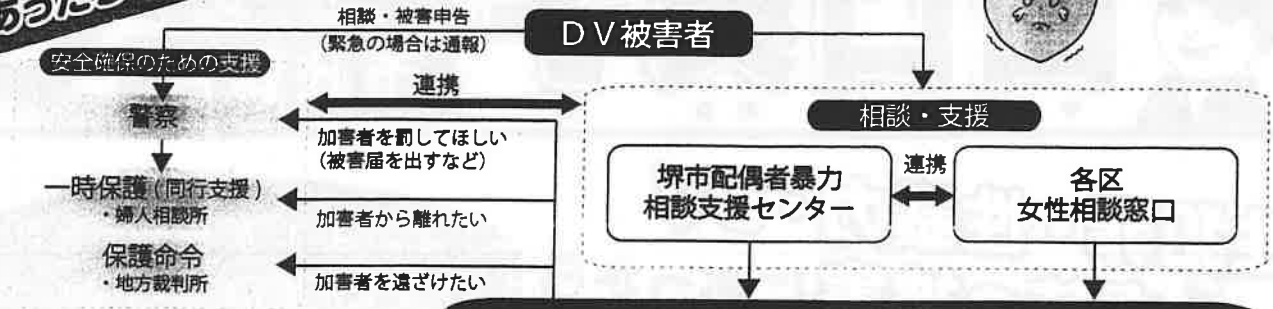 相談・被害申告
(緊急の場合は通報)
DV被害者
安全確保のための支援
連携
警察
相談・支援
加害者を罰してほしい
(被害届を出すなど)
堺市配偶者暴力
相談支援センター
連携
各区
女性相談窓口
一時保護(同行支援)
・婦人相談所
加害者から離れたい
保護命令
・地方裁判所
加害者を遠ざけたい